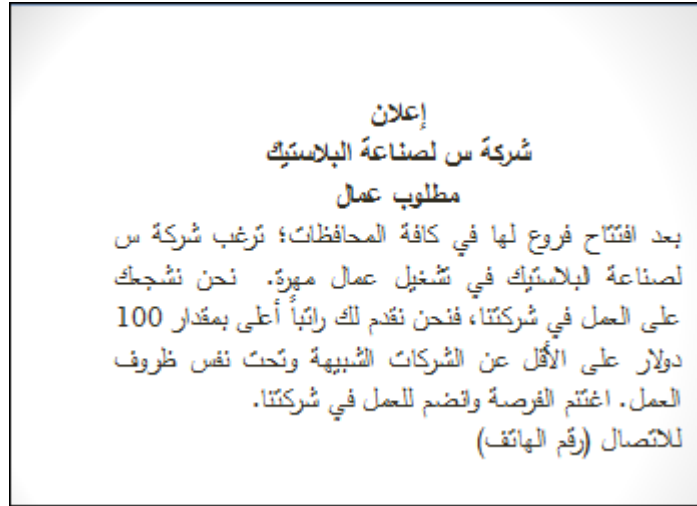 إعلان
شركة س لصناعة البلاستيك
مطلوب عمال
بعد افتتاح فروع لها في كافة المحافظات؛ ترغب شركة س
لصناعة البلاستيك في تشغيل عمال مهرة. نحن نشجعك
على العمل في شركتنا، فنحن نقدم لك راتباً أعلى بمقدار 100
دولار على الأقل عن الشركات الشبيهة وتحت نفس ظروف
العمل. اغتنم الفرصة وانضم للعمل في شركتنا.
للاتصال (رقم الهاتف)